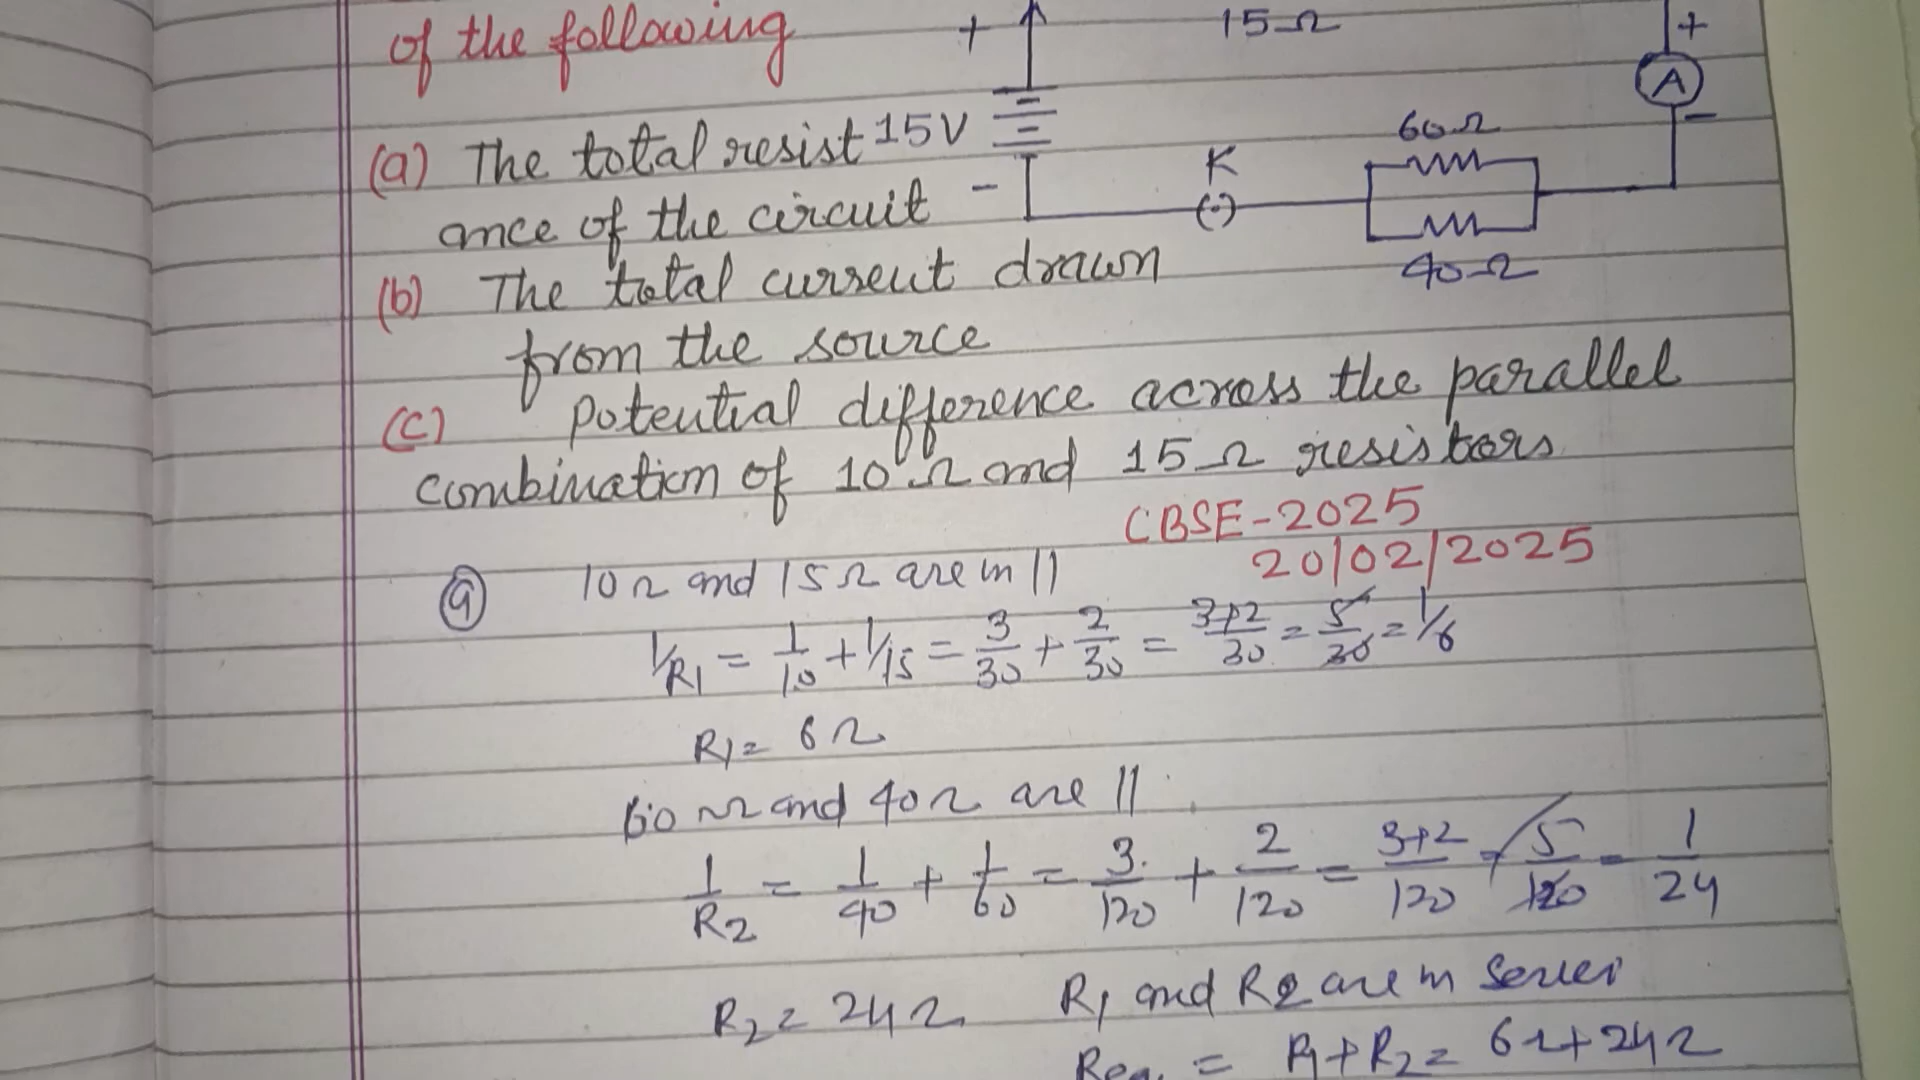 of the following
+ 15Ω +
A
(a) The total resist 15V
60Ω
K
ance of the circuit -
(·)
40Ω
(b) The total current drawn
from the source
(c) potential difference across the parallel
combination of 10Ω and 15Ω resistors
CBSE-2025
20/02/2025
(a) 10Ω and 15Ω are in ||
1/R1 = 1/10 + 1/15 = 3/30 + 2/30 = 3+2/30 = 5/30 = 1/6
R1 = 6Ω
60Ω and 40Ω are ||
1/R2 = 1/40 + 1/60 = 3/120 + 2/120 = 3+2/120 = 5/120 = 1/24
R2 = 24Ω R1 and R2 are in Series
Req. = R1+R2 = 6Ω+24Ω